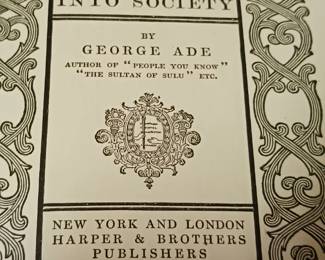 INTO SOCIETY
BY
GEORGE ADE
AUTHOR OF "PEOPLE YOU KNOW"
"THE SULTAN OF SULU" ETC.
NEW YORK AND LONDON
HARPER & BROTHERS
PUBLISHERS